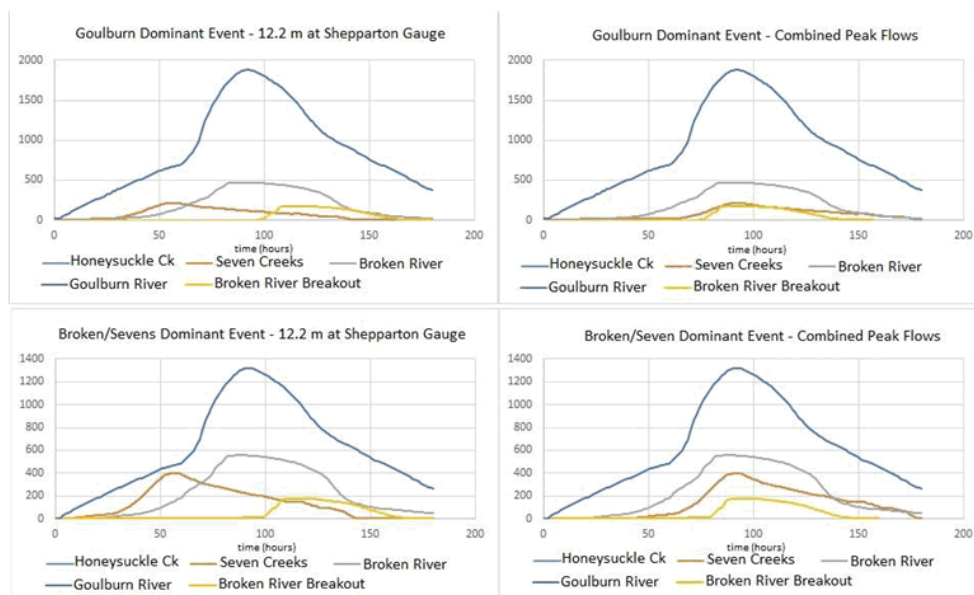 Goulburn Dominant Event - 12.2 m at Shepparton Gauge
2000
1500
1000
500
0
0 50 100 150 200
time (hours)
Honeysuckle Ck Seven Creeks Broken River
Goulburn River Broken River Breakout
Goulburn Dominant Event - Combined Peak Flows
2000
1500
1000
500
0
0 50 100 150 200
time (hours)
Honeysuckle Ck Seven Creeks Broken River
Goulburn River Broken River Breakout
Broken/Sevens Dominant Event - 12.2 m at Shepparton Gauge
1400
1200
1000
800
600
400
200
0
0 50 100 150 200
time (hours)
Honeysuckle Ck Seven Creeks Broken River
Goulburn River Broken River Breakout
Broken/Seven Dominant Event - Combined Peak Flows
1400
1200
1000
800
600
400
200
0
0 50 100 150 200
time (hours)
Honeysuckle Ck Seven Creeks Broken River
Goulburn River Broken River Breakout